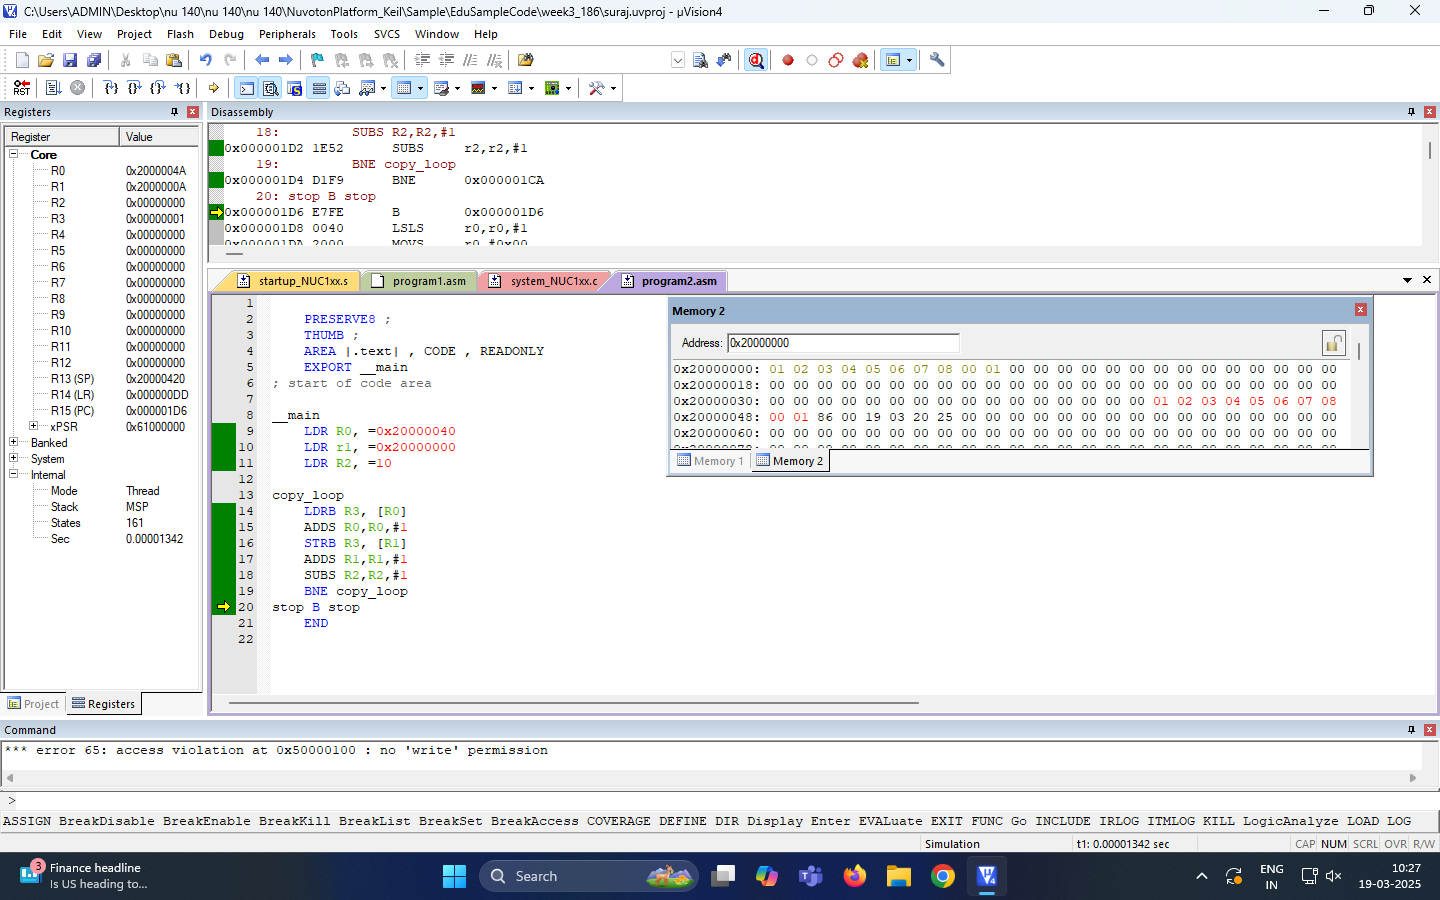 C:\Users\ADMIN\Desktop\nu 140\nu 140\nu 140\NuvotonPlatform_Keil\Sample\EduSampleCode\week3_186\suraj.uvproj - µVision4
File Edit View Project Flash Debug Peripherals Tools SVCS Window Help
RST
Registers
Register Value
Core
R0 0x2000004A
R1 0x2000000A
R2 0x00000000
R3 0x00000001
R4 0x00000000
R5 0x00000000
R6 0x00000000
R7 0x00000000
R8 0x00000000
R9 0x00000000
R10 0x00000000
R11 0x00000000
R12 0x00000000
R13 (SP) 0x20000420
R14 (LR) 0x000000DD
R15 (PC) 0x000001D6
xPSR 0x61000000
Banked
System
Internal
Mode Thread
Stack MSP
States 161
Sec 0.00001342
Project Registers
Disassembly
18: SUBS R2,R2,#1
0x000001D2 1E52 SUBS r2,r2,#1
19: BNE copy_loop
0x000001D4 D1F9 BNE 0x000001CA
20: stop B stop
0x000001D6 E7FE B 0x000001D6
0x000001D8 0040 LSLS r0,r0,#1
0x000001DA 2000 MOVS r0,#0x00
startup_NUC1xx.s program1.asm system_NUC1xx.c program2.asm
1
2 PRESERVE8 ;
3 THUMB ;
4 AREA |.text| , CODE , READONLY
5 EXPORT __main
6 ; start of code area
7
8 __main
9 LDR R0, =0x20000040
10 LDR r1, =0x20000000
11 LDR R2, =10
12
13 copy_loop
14 LDRB R3, [R0]
15 ADDS R0,R0,#1
16 STRB R3, [R1]
17 ADDS R1,R1,#1
18 SUBS R2,R2,#1
19 BNE copy_loop
20 stop B stop
21 END
22
Memory 2
Address: 0x20000000
0x20000000: 01 02 03 04 05 06 07 08 00 01 00 00 00 00 00 00 00 00 00 00 00 00 00 00
0x20000018: 00 00 00 00 00 00 00 00 00 00 00 00 00 00 00 00 00 00 00 00 00 00 00 00
0x20000030: 00 00 00 00 00 00 00 00 00 00 00 00 00 00 00 00 01 02 03 04 05 06 07 08
0x20000048: 00 01 86 00 19 03 20 25 00 00 00 00 00 00 00 00 00 00 00 00 00 00 00 00
0x20000060: 00 00 00 00 00 00 00 00 00 00 00 00 00 00 00 00 00 00 00 00 00 00 00 00
Memory 1 Memory 2
Command
*** error 65: access violation at 0x50000100 : no 'write' permission
>
ASSIGN BreakDisable BreakEnable BreakKill BreakList BreakSet BreakAccess COVERAGE DEFINE DIR Display Enter EVALuate EXIT FUNC Go INCLUDE IRLOG ITMLOG KILL LogicAnalyze LOAD LOG
Simulation t1: 0.00001342 sec CAP NUM SCRL OVR R/W
3
Finance headline
Is US heading to...
Search
ENG
IN
10:27
19-03-2025